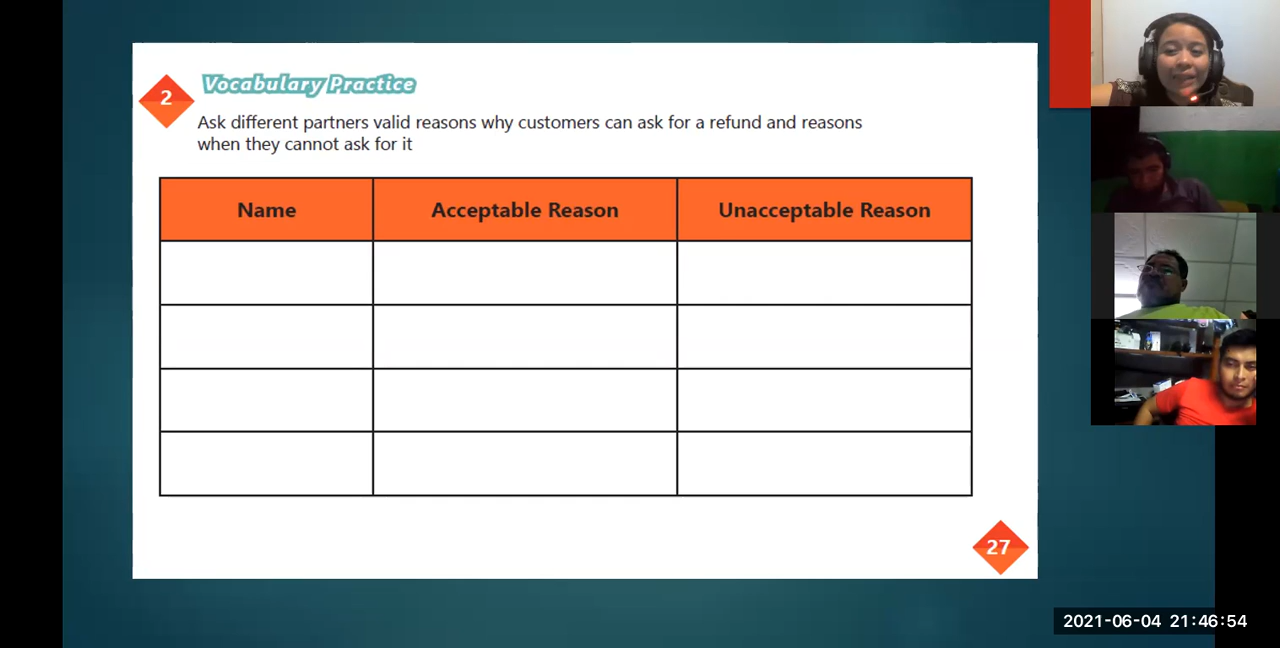 2
Vocabulary Practice
Ask different partners valid reasons why customers can ask for a refund and reasons
when they cannot ask for it
Name
Acceptable Reason
Unacceptable Reason
27
2021-06-04 21:46:54